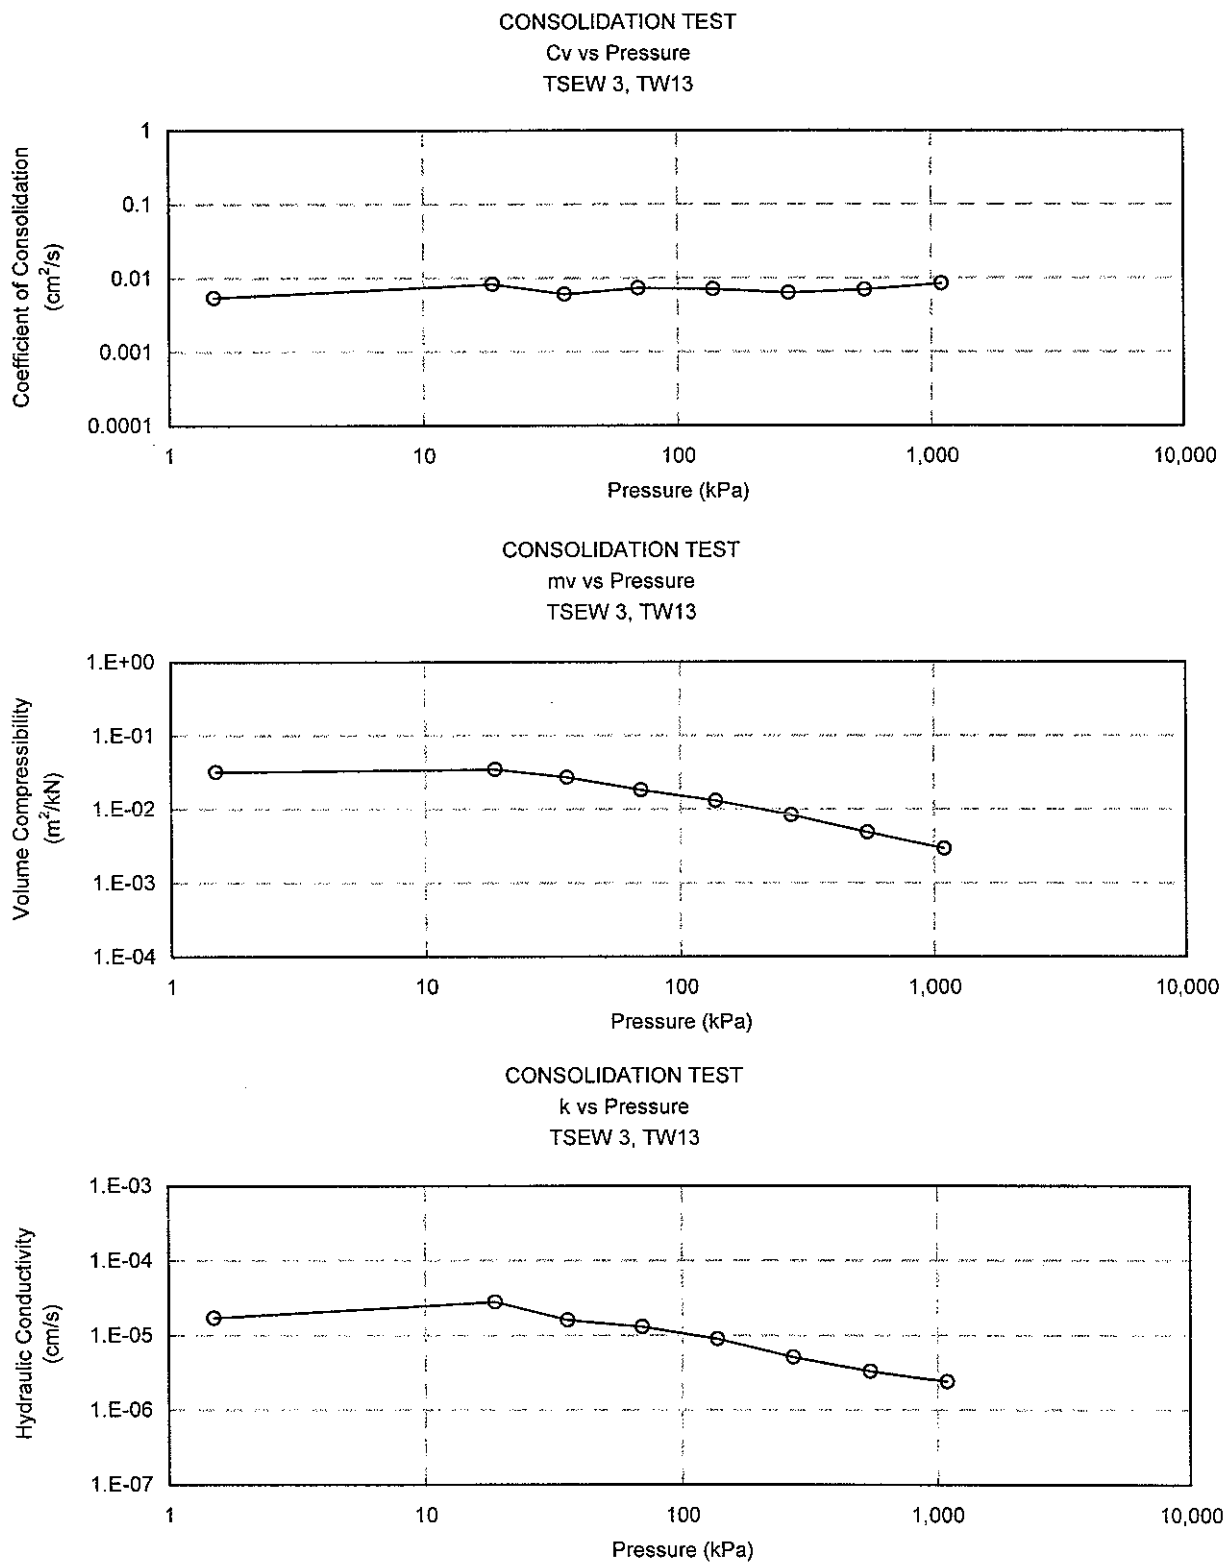 CONSOLIDATION TEST
Cv vs Pressure
TSEW 3, TW13
Coefficient of Consolidation
(cm²/s)
1
0.1
0.01
0.001
0.0001
1 10 100 1,000 10,000
Pressure (kPa)
CONSOLIDATION TEST
mv vs Pressure
TSEW 3, TW13
Volume Compressibility
(m²/kN)
1.E+00
1.E-01
1.E-02
1.E-03
1.E-04
1 10 100 1,000 10,000
Pressure (kPa)
CONSOLIDATION TEST
k vs Pressure
TSEW 3, TW13
Hydraulic Conductivity
(cm/s)
1.E-03
1.E-04
1.E-05
1.E-06
1.E-07
1 10 100 1,000 10,000
Pressure (kPa)